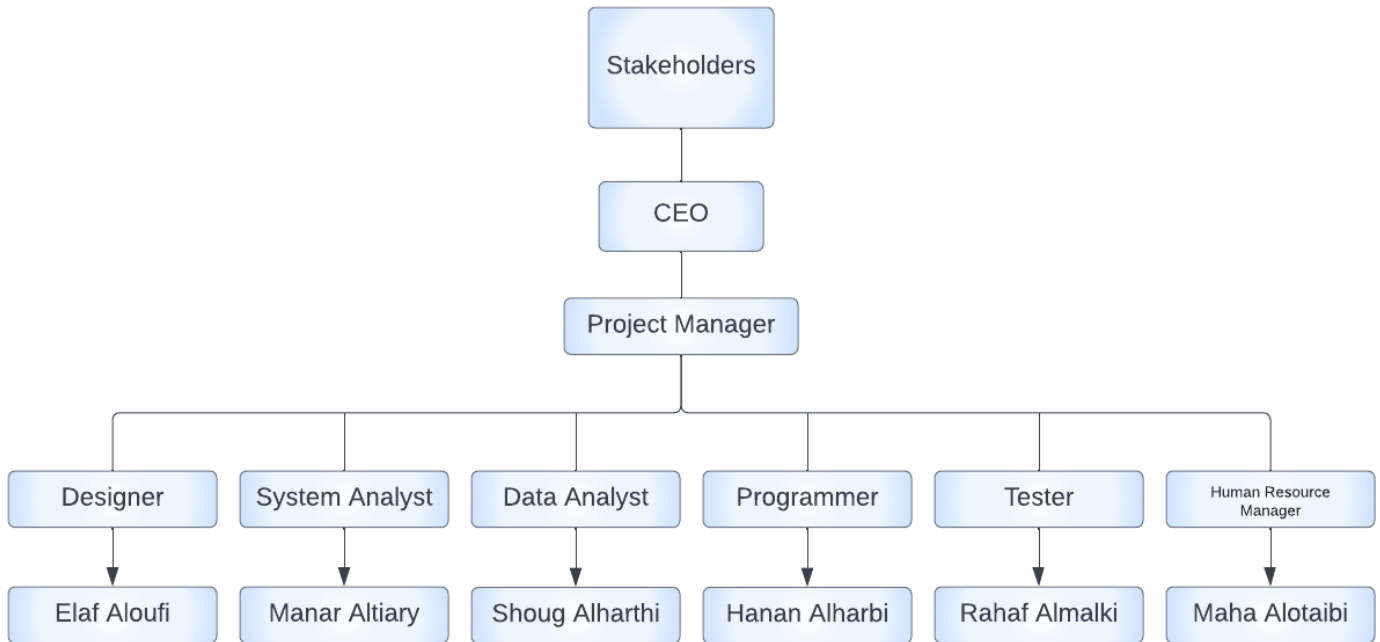 Stakeholders
CEO
Project Manager
Designer
System Analyst
Data Analyst
Programmer
Tester
Human Resource
Manager
Elaf Aloufi
Manar Altiary
Shoug Alharthi
Hanan Alharbi
Rahaf Almalki
Maha Alotaibi